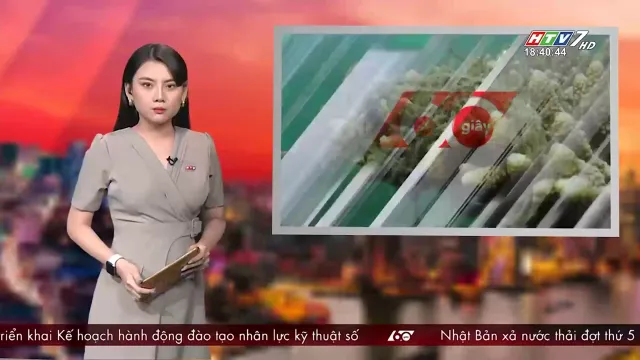 HTV7 HD
18:40:44
60 giây
riển khai Kế hoạch hành động đào tạo nhân lực kỹ thuật số 60 Nhật Bản xả nước thải đợt thứ 5